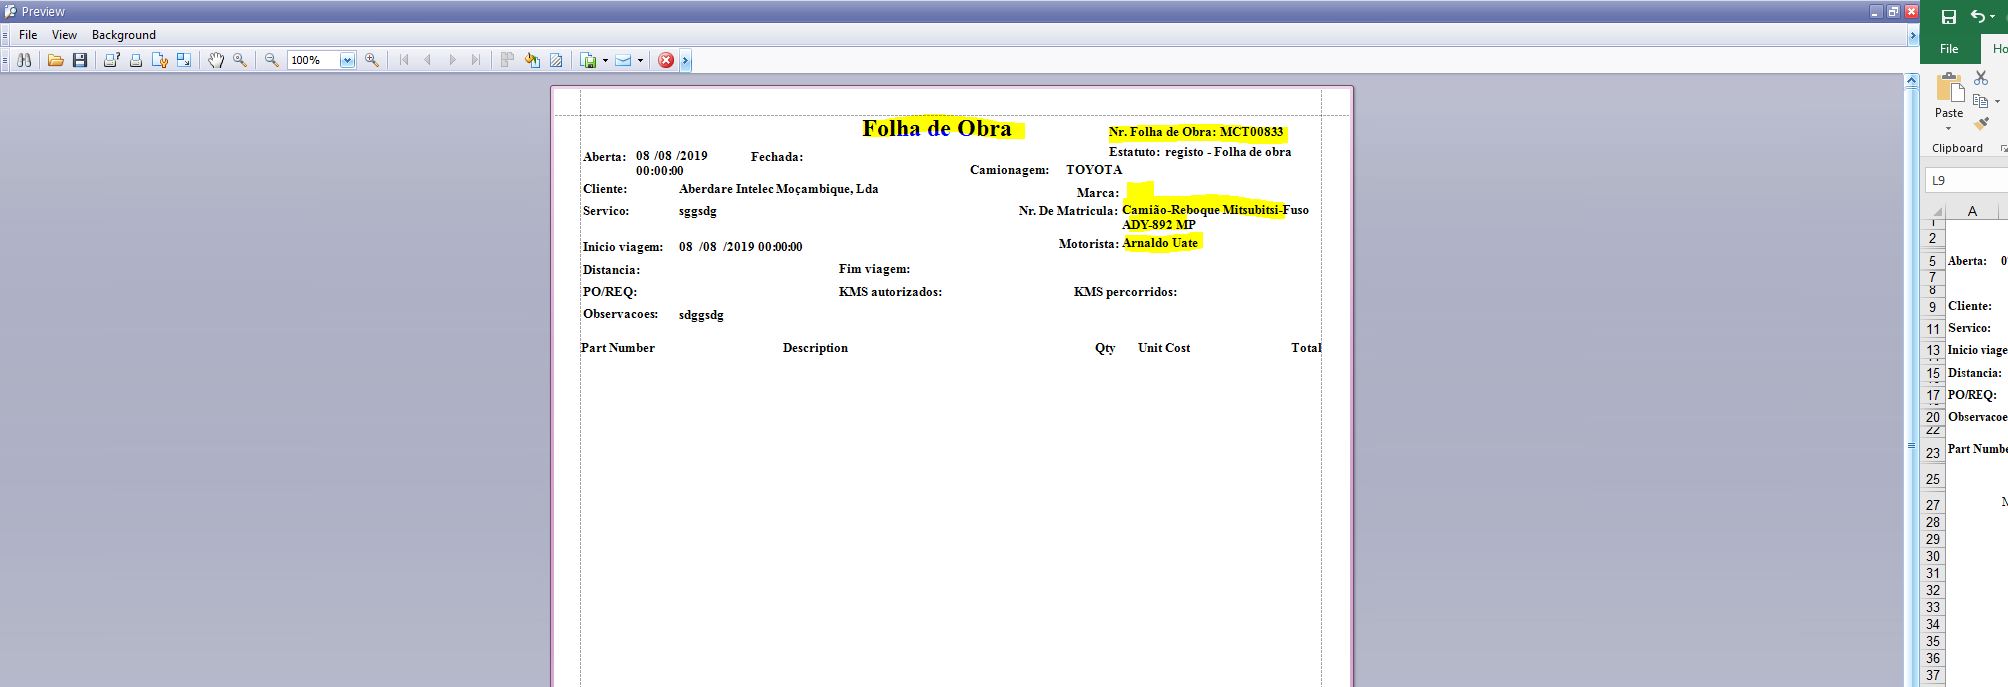 Preview
File View Background
100%
Folha de Obra
Nr. Folha de Obra: MCT00833
Estatuto: registo - Folha de obra
Aberta: 08 /08 /2019 00:00:00
Fechada:
Camionagem: TOYOTA
Cliente: Aberdare Intelec Moçambique, Lda
Marca:
Servico: sggsdg
Nr. De Matricula: Camião-Reboque Mitsubitsi-Fuso
ADY-892 MP
Inicio viagem: 08 /08 /2019 00:00:00
Motorista: Arnaldo Uate
Distancia:
Fim viagem:
PO/REQ:
KMS autorizados:
KMS percorridos:
Observacoes: sdggsdg
Part Number Description Qty Unit Cost Total
File
Paste
Clipboard
L9
A
1
2
5 Aberta:
7
8
9 Cliente:
11 Servico:
13 Inicio viage
15 Distancia:
17 PO/REQ:
20 Observacoe
22
23 Part Numbe
25
27
28
29
30
31
32
33
34
35
36
37